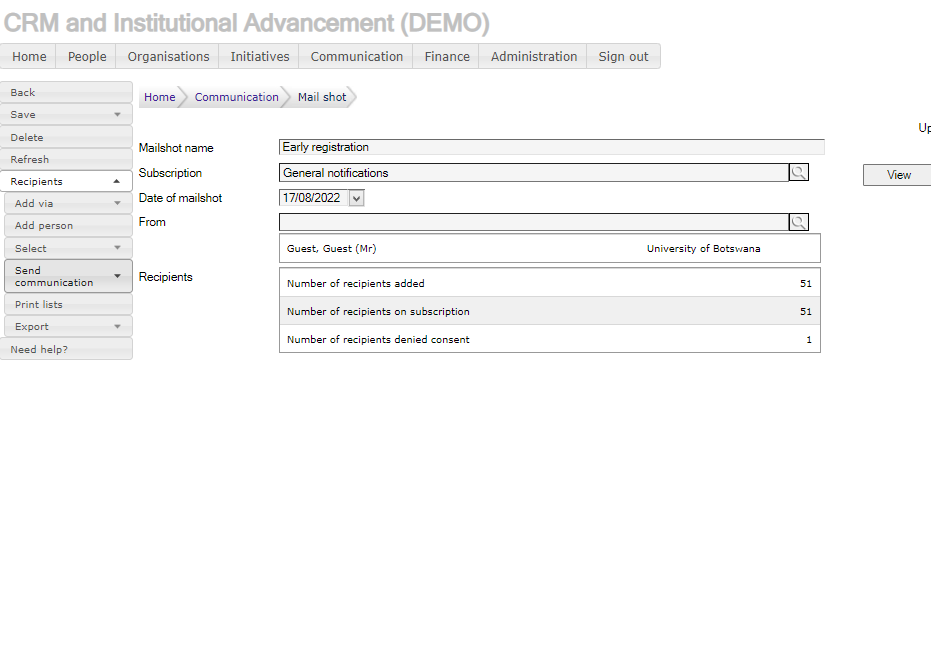 CRM and Institutional Advancement (DEMO)
Home People Organisations Initiatives Communication Finance Administration Sign out
Back
Save
Delete
Refresh
Recipients
Add via
Add person
Select
Send
communication
Print lists
Export
Need help?
Home Communication Mail shot
Up
Mailshot name Early registration
Subscription General notifications
View
Date of mailshot 17/08/2022
From
Guest, Guest (Mr) University of Botswana
Recipients
Number of recipients added 51
Number of recipients on subscription 51
Number of recipients denied consent 1